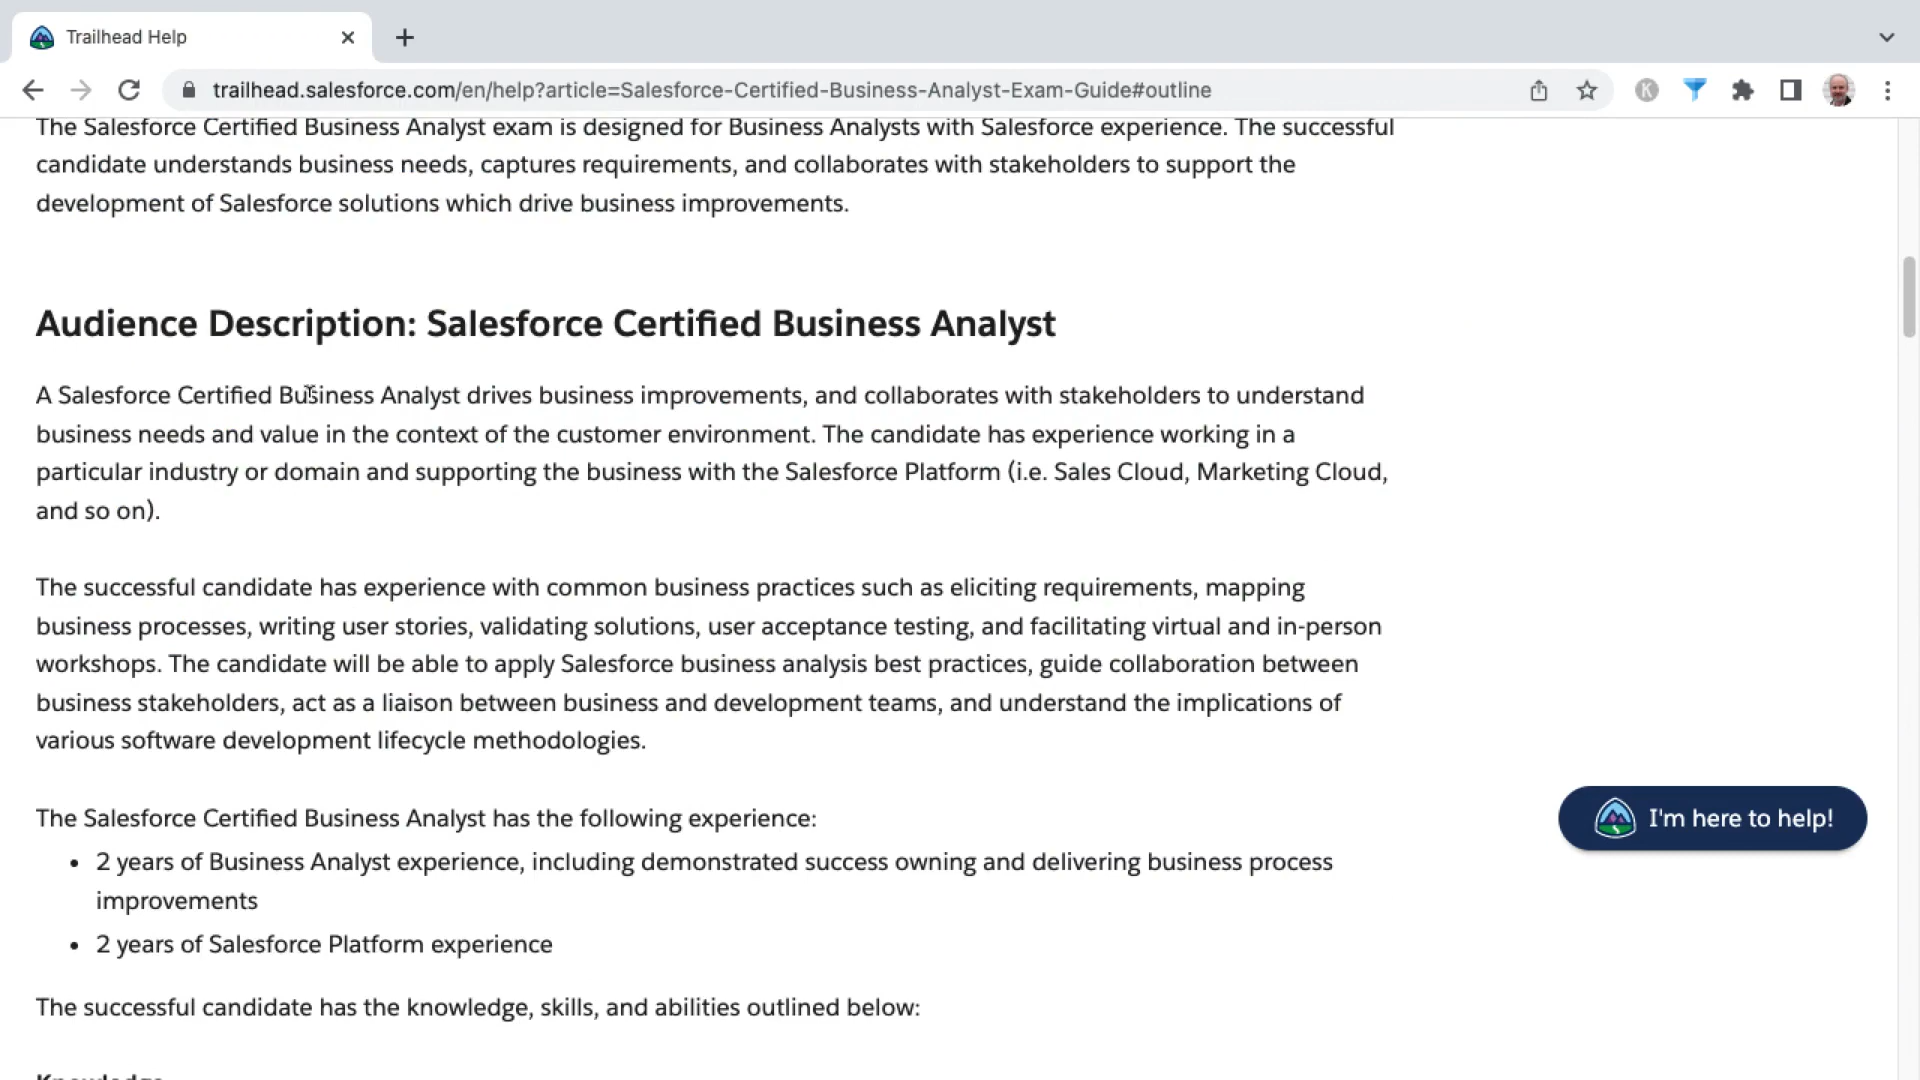 Trailhead Help
trailhead.salesforce.com/en/help?article=Salesforce-Certified-Business-Analyst-Exam-Guide#outline
K
The Salesforce Certified Business Analyst exam is designed for Business Analysts with Salesforce experience. The successful
candidate understands business needs, captures requirements, and collaborates with stakeholders to support the
development of Salesforce solutions which drive business improvements.
Audience Description: Salesforce Certified Business Analyst
A Salesforce Certified Business Analyst drives business improvements, and collaborates with stakeholders to understand
business needs and value in the context of the customer environment. The candidate has experience working in a
particular industry or domain and supporting the business with the Salesforce Platform (i.e. Sales Cloud, Marketing Cloud,
and so on).
The successful candidate has experience with common business practices such as eliciting requirements, mapping
business processes, writing user stories, validating solutions, user acceptance testing, and facilitating virtual and in-person
workshops. The candidate will be able to apply Salesforce business analysis best practices, guide collaboration between
business stakeholders, act as a liaison between business and development teams, and understand the implications of
various software development lifecycle methodologies.
The Salesforce Certified Business Analyst has the following experience:
• 2 years of Business Analyst experience, including demonstrated success owning and delivering business process
improvements
• 2 years of Salesforce Platform experience
I'm here to help!
The successful candidate has the knowledge, skills, and abilities outlined below: